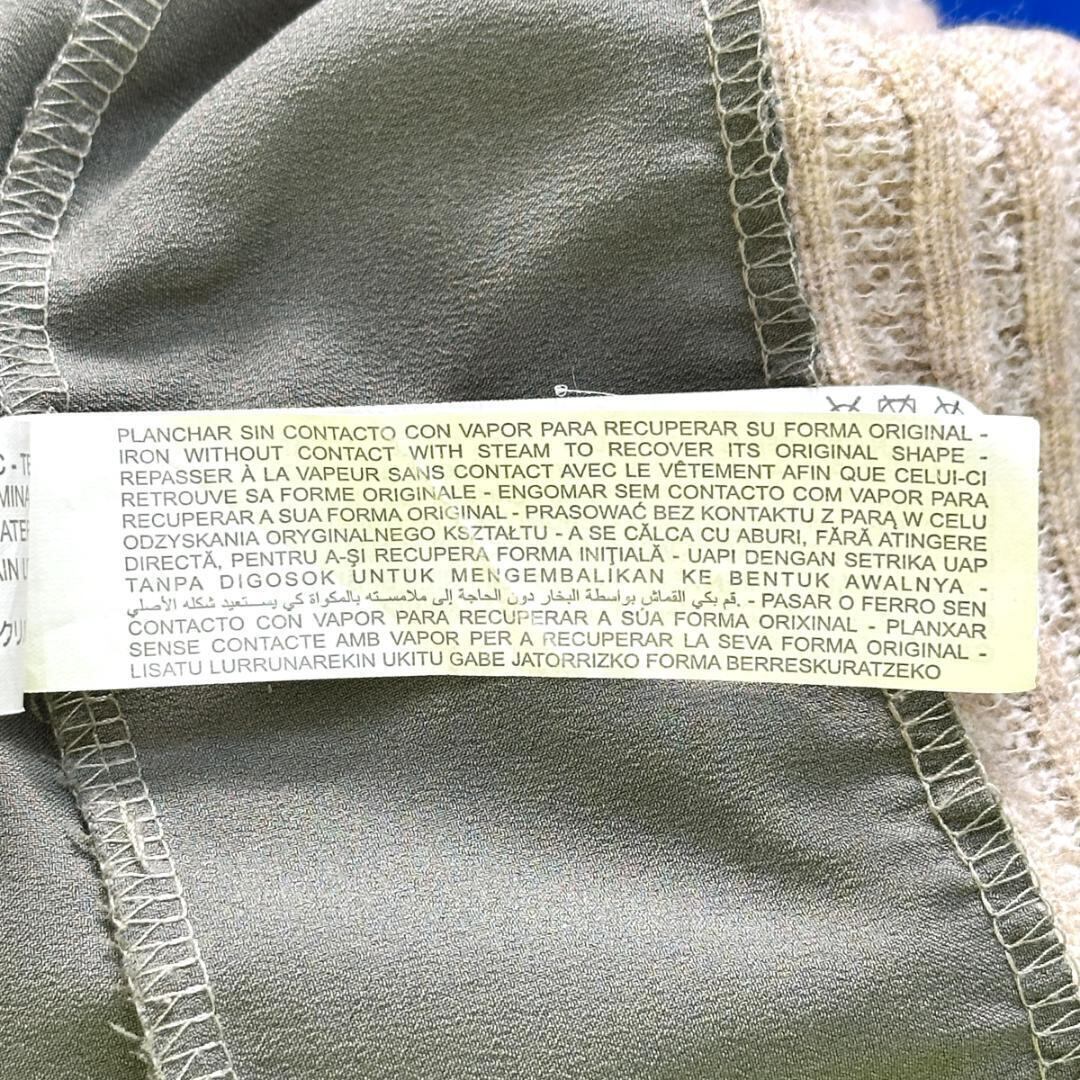 PLANCHAR SIN CONTACTO CON VAPOR PARA RECUPERAR SU FORMA ORIGINAL -
IRON WITHOUT CONTACT WITH STEAM TO RECOVER ITS ORIGINAL SHAPE -
REPASSER À LA VAPEUR SANS CONTACT AVEC LE VÊTEMENT AFIN QUE CELUI-CI
RETROUVE SA FORME ORIGINALE - ENGOMAR SEM CONTACTO COM VAPOR PARA
RECUPERAR A SUA FORMA ORIGINAL - PRASOWAĆ BEZ KONTAKTU Z PARĄ W CELU
ODZYSKANIA ORYGINALNEGO KSZTAŁTU - A SE CĂLCA CU ABURI, FĂRĂ ATINGERE
DIRECTĂ, PENTRU A-ŞI RECUPERA FORMA INIŢIALĂ - UAPI DENGAN SETRIKA UAP
TANPA DIGOSOK UNTUK MENGEMBALIKAN KE BENTUK AWALNYA -
قم بكي القماش بواسطة البخار دون الحاجة إلى ملامسته بالمكواة كي يستعيد شكله الأصلي. - PASAR O FERRO SEN
CONTACTO CON VAPOR PARA RECUPERAR A SÚA FORMA ORIXINAL - PLANXAR
SENSE CONTACTE AMB VAPOR PER A RECUPERAR LA SEVA FORMA ORIGINAL -
LISATU LURRUNAREKIN UKITU GABE JATORRIZKO FORMA BERRESKURATZEKO